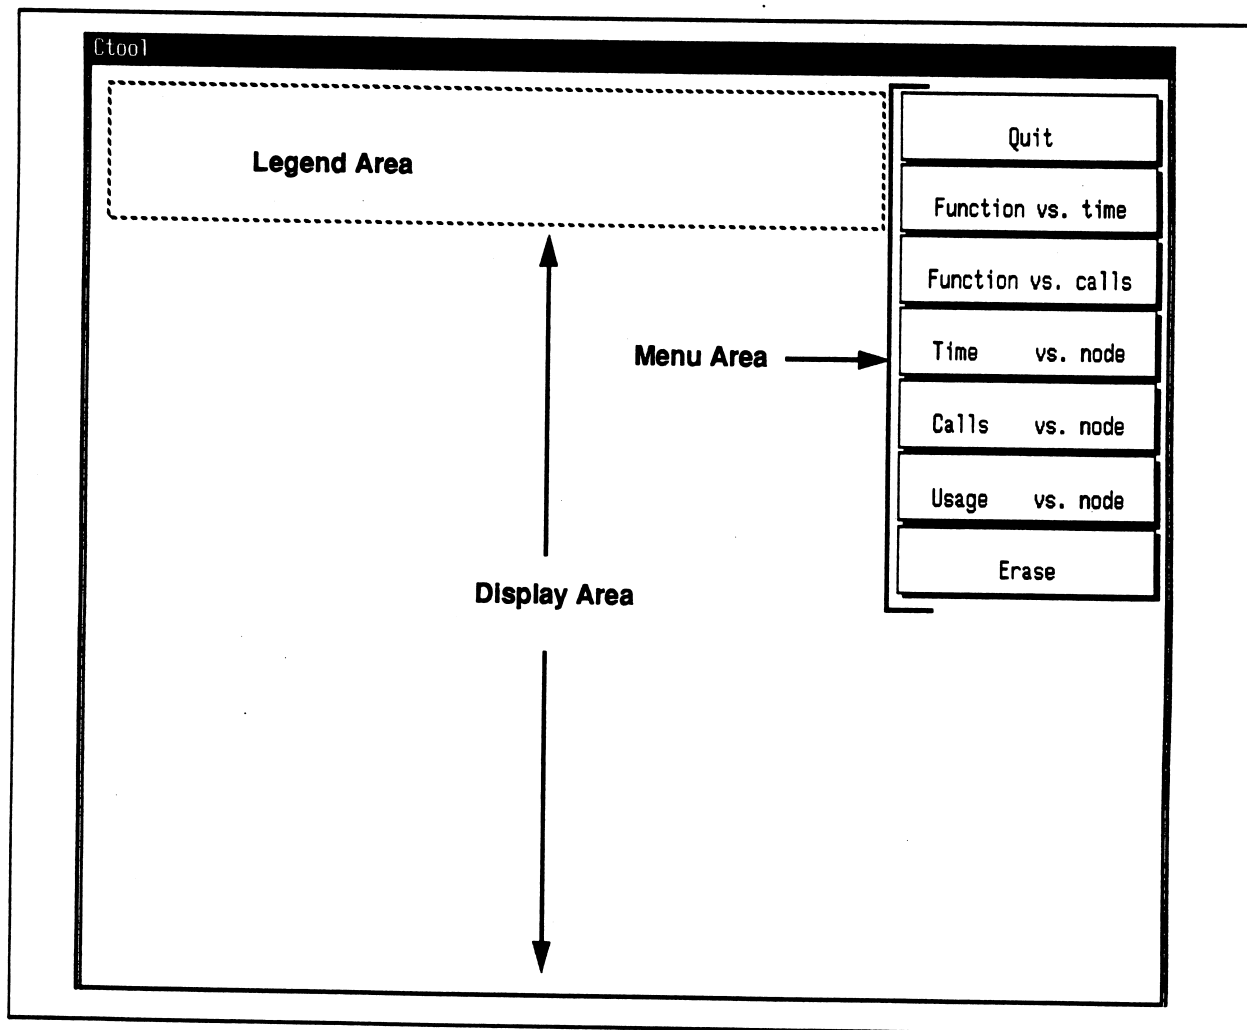 Ctool
Legend Area
Quit
Function vs. time
Function vs. calls
Menu Area
Time vs. node
Calls vs. node
Usage vs. node
Erase
Display Area